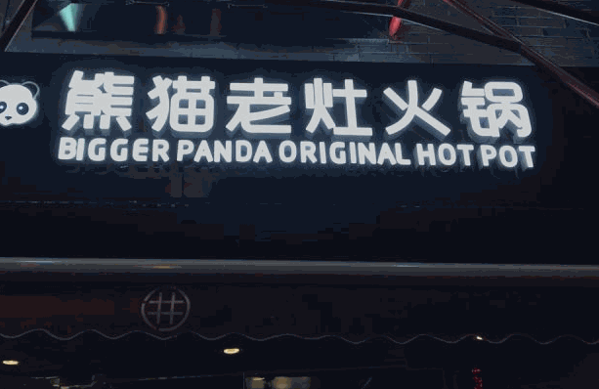 熊猫老灶火锅
BIGGER PANDA ORIGINAL HOT POT